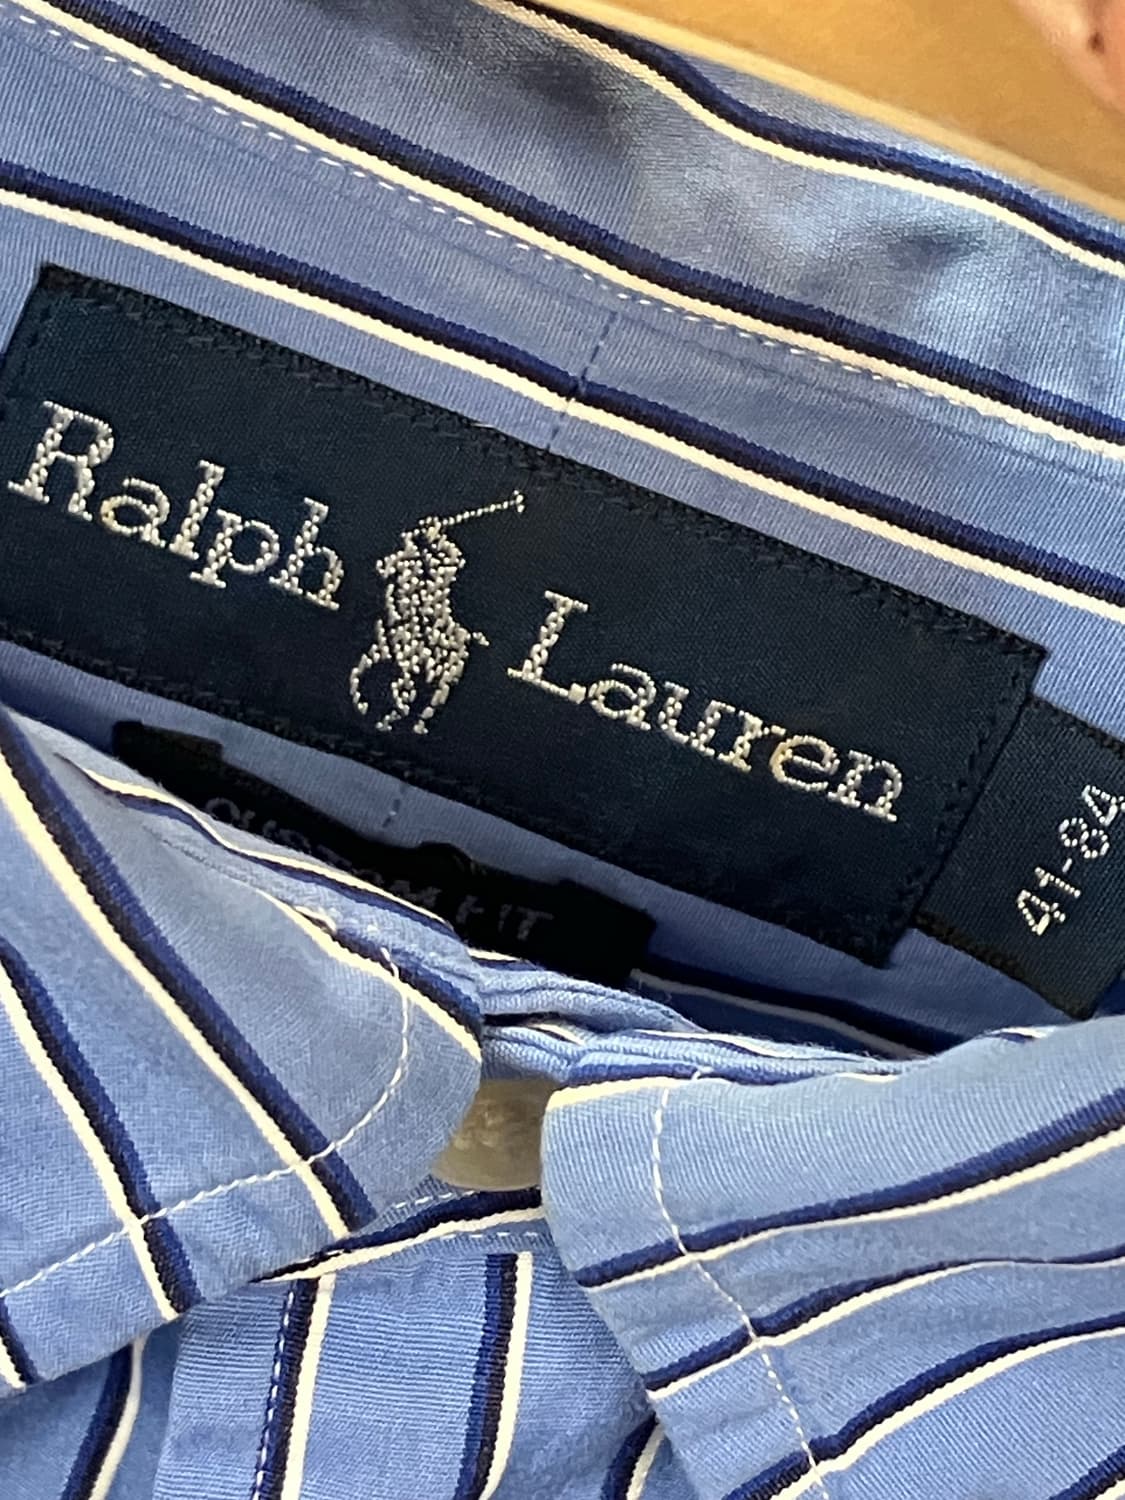 Ralph Lauren
41-84
CUSTOM FIT